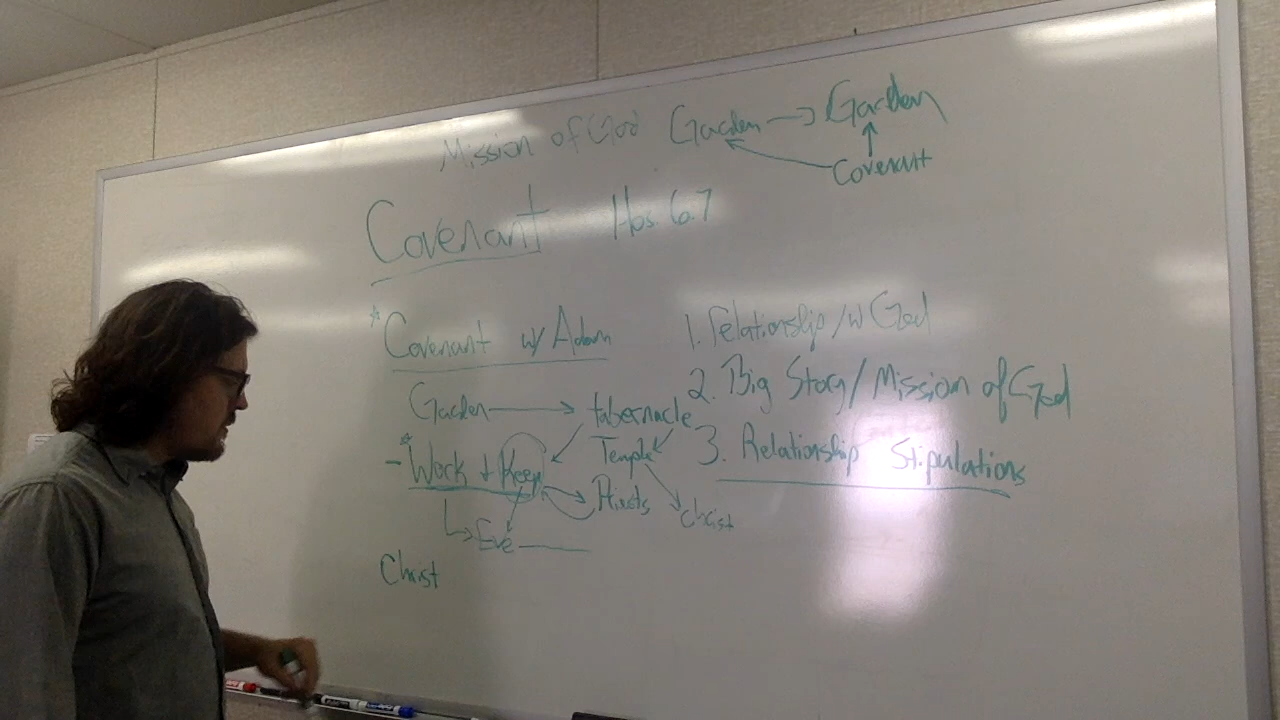 Mission of God Garden → Garden
Covenant
Covenant Hos. 6.7
* Covenant w/ Adam
1. relationship /w God
2. Big Story / Mission of God
3. Relationship Stipulations
Garden → tabernacle
Temple
* - Work + Keep
Priests
Christ
Eve
Christ